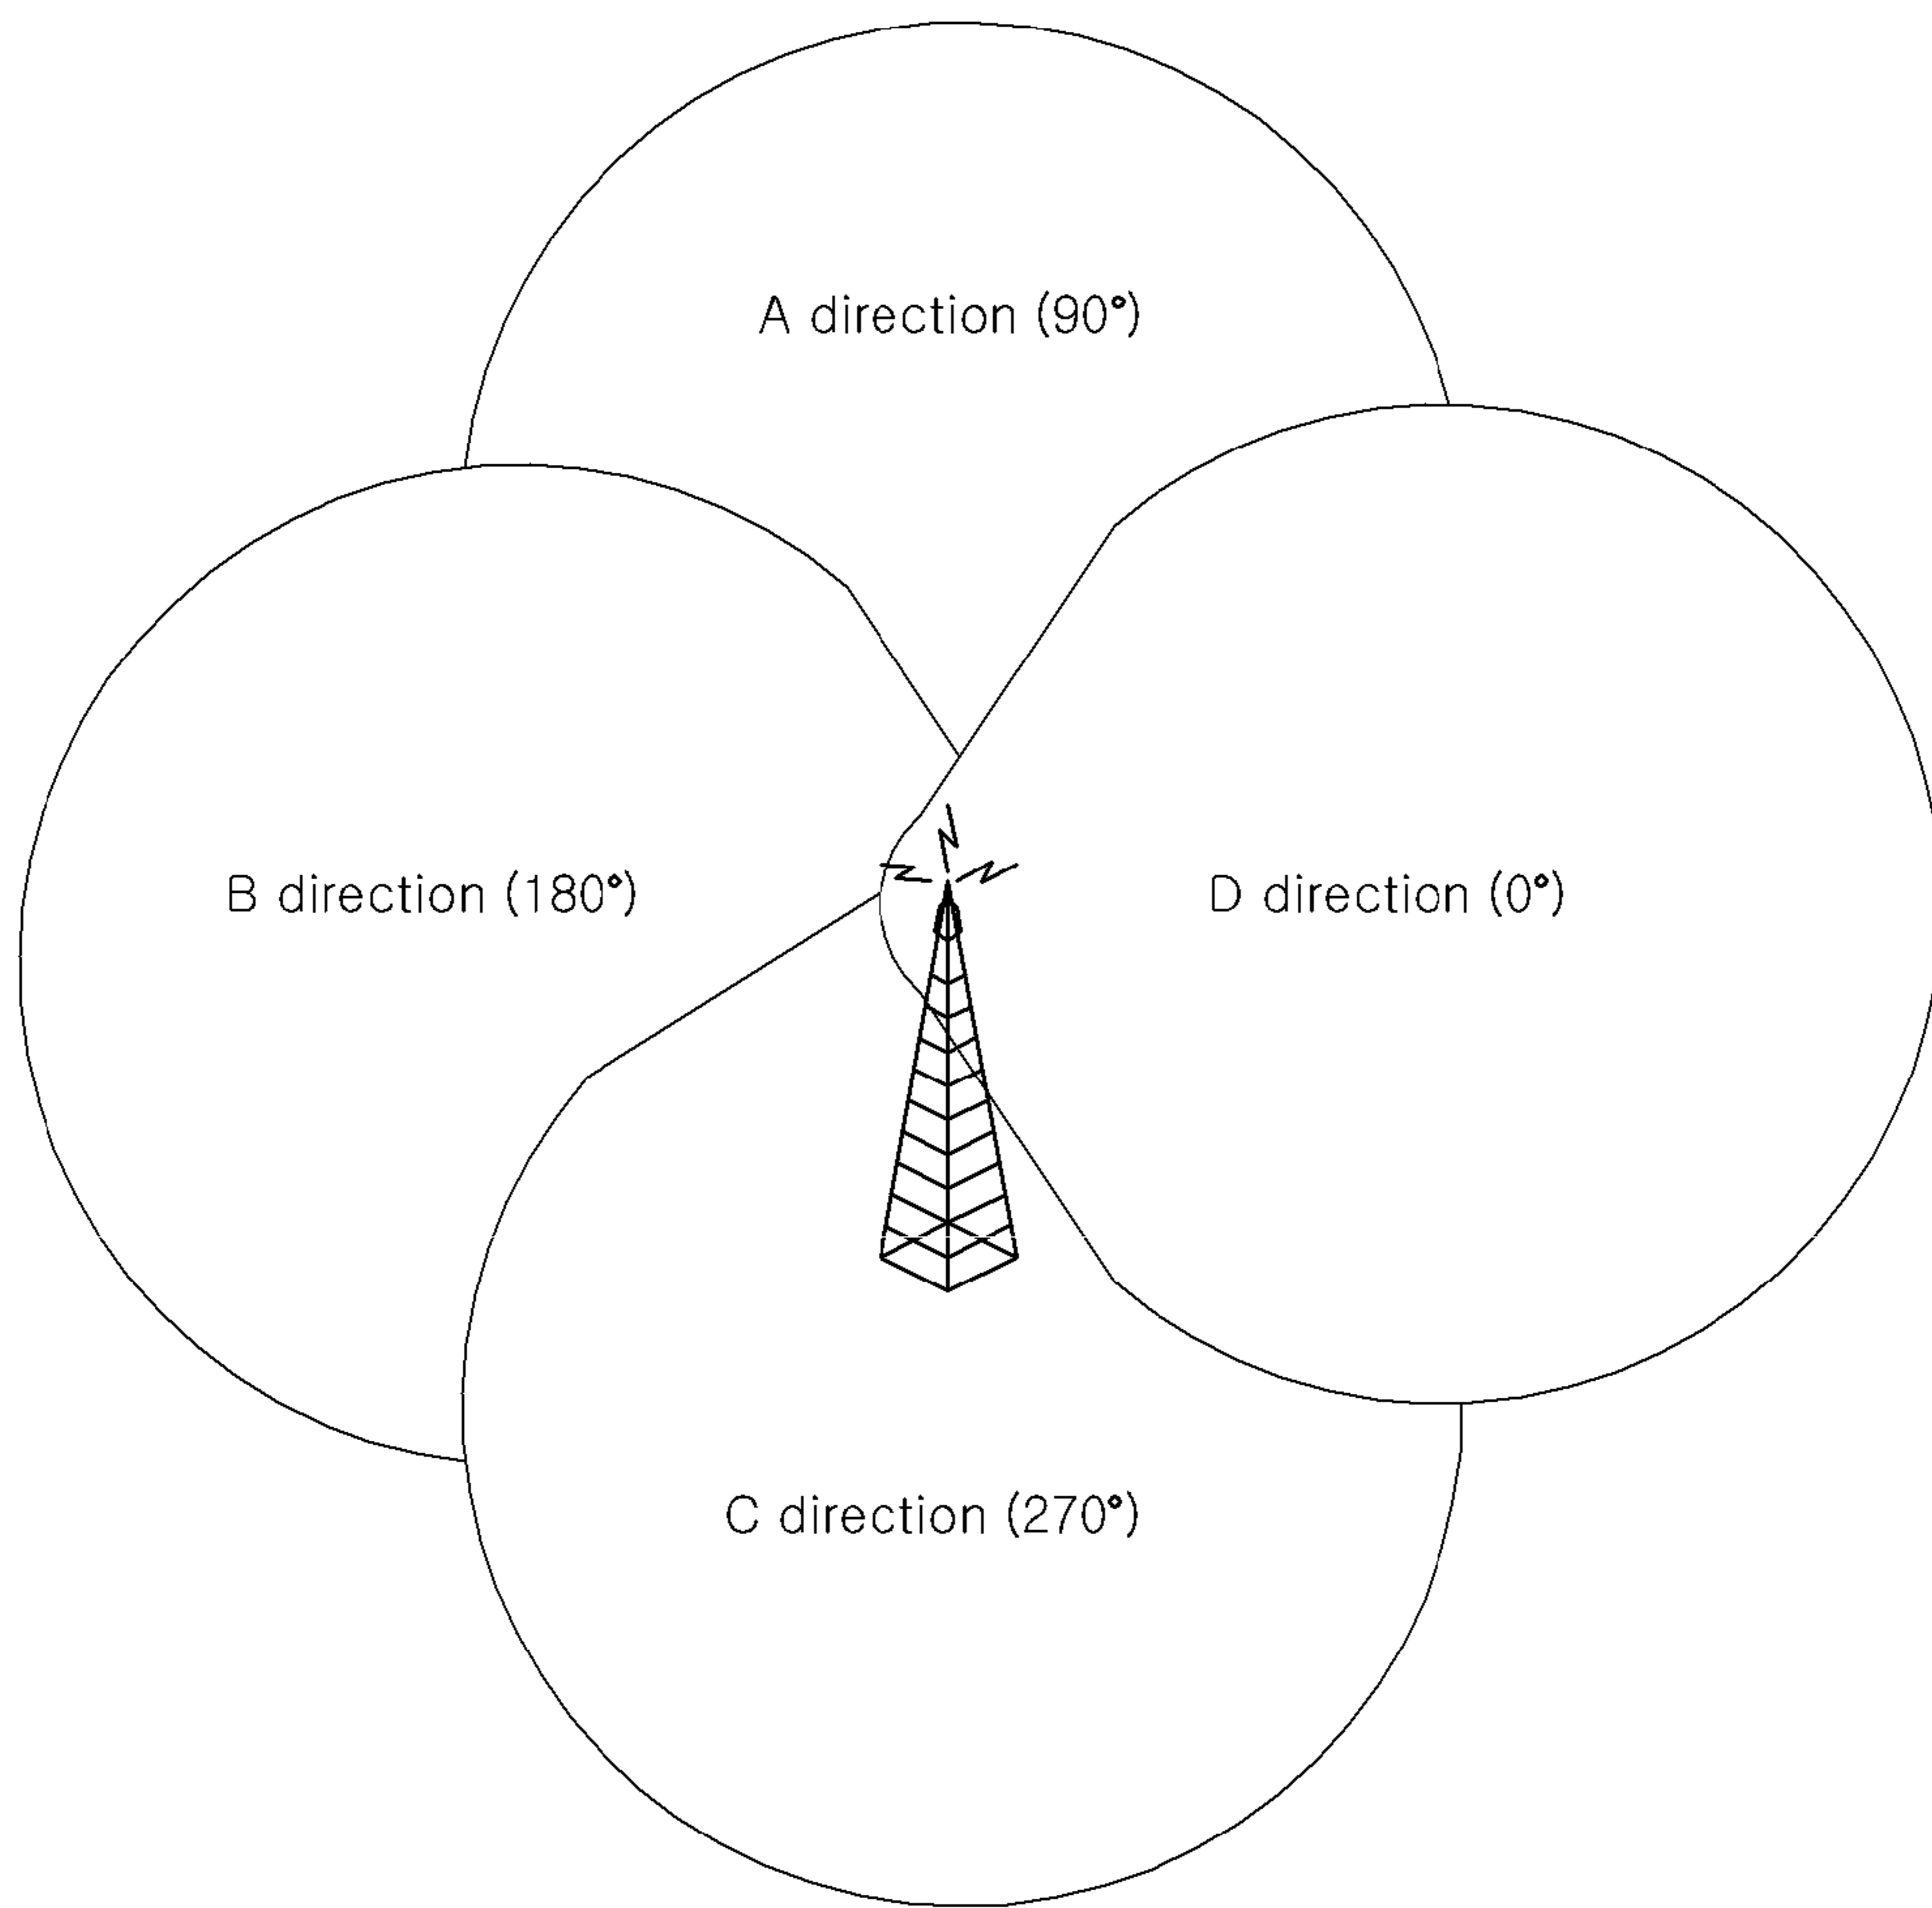 A direction (90°)
B direction (180°)
D direction (0°)
C direction (270°)